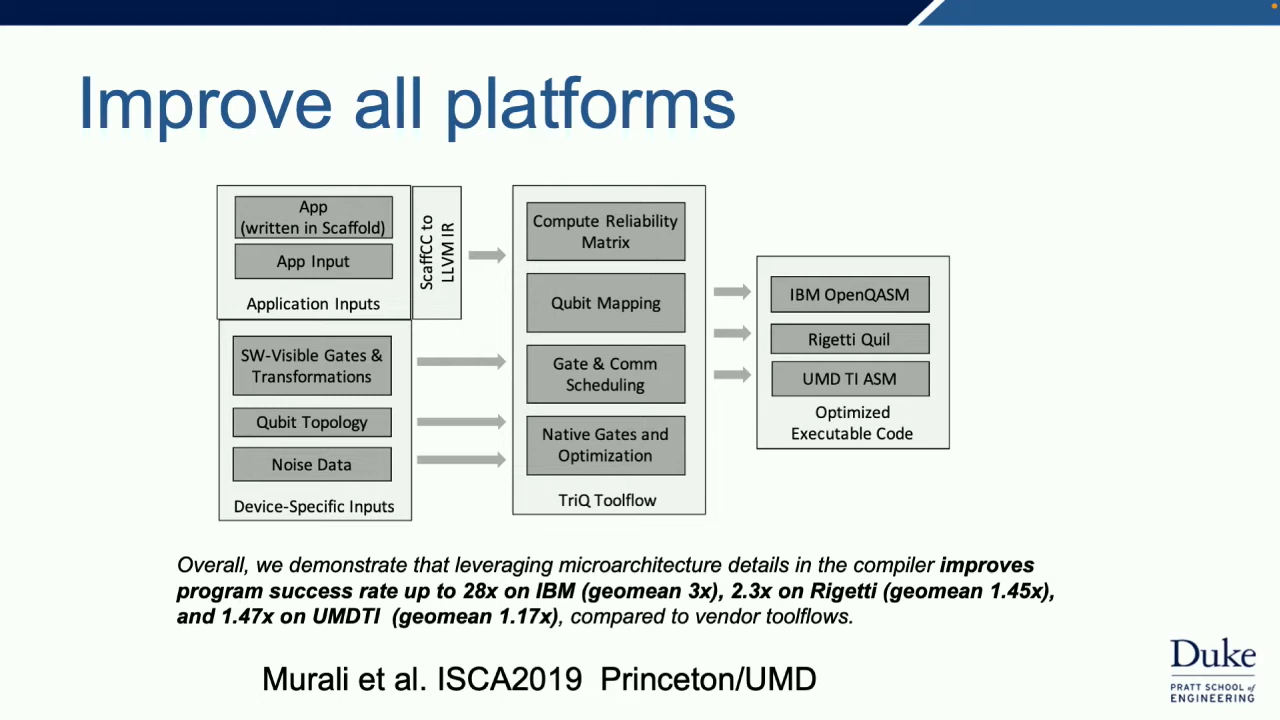 Improve all platforms
App
(written in Scaffold)
App Input
Application Inputs
ScaffCC to
LLVM IR
SW-Visible Gates &
Transformations
Qubit Topology
Noise Data
Device-Specific Inputs
Compute Reliability
Matrix
Qubit Mapping
Gate & Comm
Scheduling
Native Gates and
Optimization
TriQ Toolflow
IBM OpenQASM
Rigetti Quil
UMD TI ASM
Optimized
Executable Code
Overall, we demonstrate that leveraging microarchitecture details in the compiler improves
program success rate up to 28x on IBM (geomean 3x), 2.3x on Rigetti (geomean 1.45x),
and 1.47x on UMDTI (geomean 1.17x), compared to vendor toolflows.
Murali et al. ISCA2019 Princeton/UMD
Duke
PRATT SCHOOL of
ENGINEERING